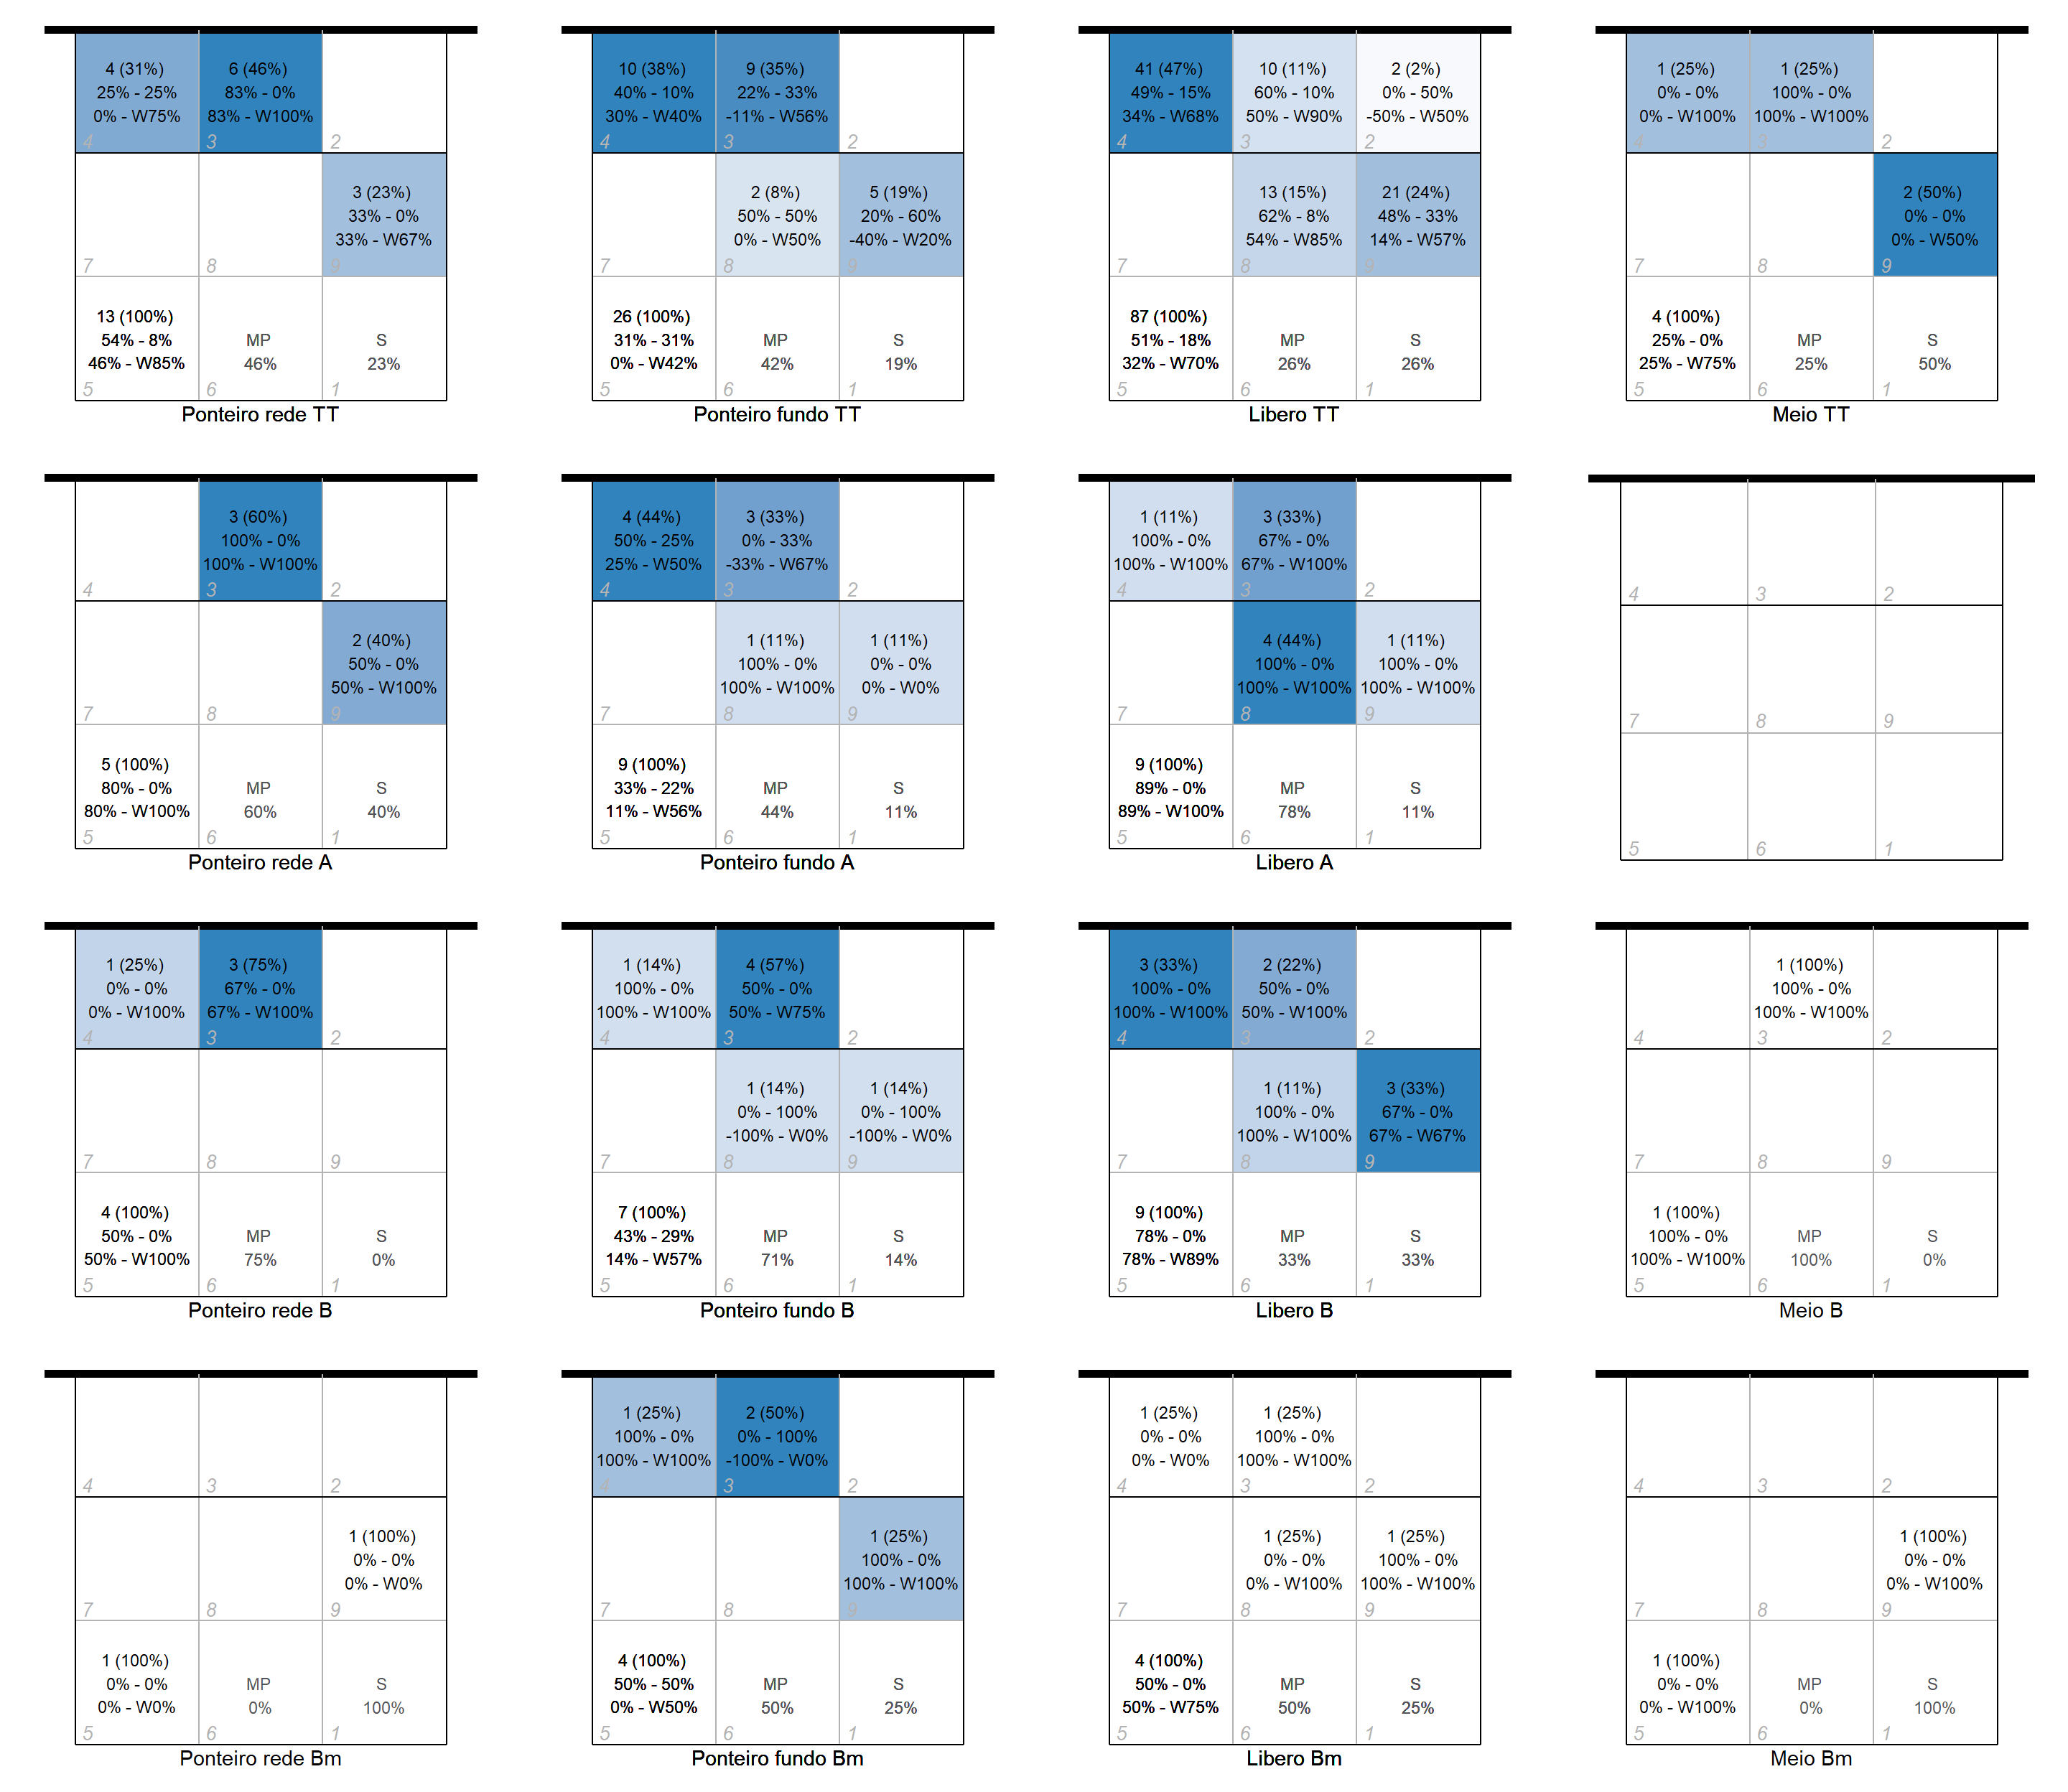 4 (31%)
25% - 25%
0% - W75%
4
6 (46%)
83% - 0%
83% - W100%
3
2
7
8
3 (23%)
33% - 0%
33% - W67%
9
13 (100%)
54% - 8%
46% - W85%
5
MP
46%
6
S
23%
1
Ponteiro rede TT
10 (38%)
40% - 10%
30% - W40%
4
9 (35%)
22% - 33%
-11% - W56%
3
2
7
2 (8%)
50% - 50%
0% - W50%
8
5 (19%)
20% - 60%
-40% - W20%
9
26 (100%)
31% - 31%
0% - W42%
5
MP
42%
6
S
19%
1
Ponteiro fundo TT
41 (47%)
49% - 15%
34% - W68%
4
10 (11%)
60% - 10%
50% - W90%
3
2 (2%)
0% - 50%
-50% - W50%
2
7
13 (15%)
62% - 8%
54% - W85%
8
21 (24%)
48% - 33%
14% - W57%
9
87 (100%)
51% - 18%
32% - W70%
5
MP
26%
6
S
26%
1
Libero TT
1 (25%)
0% - 0%
0% - W100%
4
1 (25%)
100% - 0%
100% - W100%
3
2
7
8
2 (50%)
0% - 0%
0% - W50%
9
4 (100%)
25% - 0%
25% - W75%
5
MP
25%
6
S
50%
1
Meio TT
4
3 (60%)
100% - 0%
100% - W100%
3
2
7
8
2 (40%)
50% - 0%
50% - W100%
9
5 (100%)
80% - 0%
80% - W100%
5
MP
60%
6
S
40%
1
Ponteiro rede A
4 (44%)
50% - 25%
25% - W50%
4
3 (33%)
0% - 33%
-33% - W67%
3
2
7
1 (11%)
100% - 0%
100% - W100%
8
1 (11%)
0% - 0%
0% - W0%
9
9 (100%)
33% - 22%
11% - W56%
5
MP
44%
6
S
11%
1
Ponteiro fundo A
1 (11%)
100% - 0%
100% - W100%
4
3 (33%)
67% - 0%
67% - W100%
3
2
7
4 (44%)
100% - 0%
100% - W100%
8
1 (11%)
100% - 0%
100% - W100%
9
9 (100%)
89% - 0%
89% - W100%
5
MP
78%
6
S
11%
1
Libero A
4
3
2
7
8
9
5
6
1
1 (25%)
0% - 0%
0% - W100%
4
3 (75%)
67% - 0%
67% - W100%
3
2
7
8
9
4 (100%)
50% - 0%
50% - W100%
5
MP
75%
6
S
0%
1
Ponteiro rede B
1 (14%)
100% - 0%
100% - W100%
4
4 (57%)
50% - 0%
50% - W75%
3
2
7
1 (14%)
0% - 100%
-100% - W0%
8
1 (14%)
0% - 100%
-100% - W0%
9
7 (100%)
43% - 29%
14% - W57%
5
MP
71%
6
S
14%
1
Ponteiro fundo B
3 (33%)
100% - 0%
100% - W100%
4
2 (22%)
50% - 0%
50% - W100%
3
2
7
1 (11%)
100% - 0%
100% - W100%
8
3 (33%)
67% - 0%
67% - W67%
9
9 (100%)
78% - 0%
78% - W89%
5
MP
33%
6
S
33%
1
Libero B
4
1 (100%)
100% - 0%
100% - W100%
3
2
7
8
9
1 (100%)
100% - 0%
100% - W100%
5
MP
100%
6
S
0%
1
Meio B
4
3
2
7
8
1 (100%)
0% - 0%
0% - W0%
9
1 (100%)
0% - 0%
0% - W0%
5
MP
0%
6
S
100%
1
Ponteiro rede Bm
1 (25%)
100% - 0%
100% - W100%
4
2 (50%)
0% - 100%
-100% - W0%
3
2
7
8
1 (25%)
100% - 0%
100% - W100%
9
4 (100%)
50% - 50%
0% - W50%
5
MP
50%
6
S
25%
1
Ponteiro fundo Bm
1 (25%)
0% - 0%
0% - W0%
4
1 (25%)
100% - 0%
100% - W100%
3
2
7
1 (25%)
0% - 0%
0% - W100%
8
1 (25%)
100% - 0%
100% - W100%
9
4 (100%)
50% - 0%
50% - W75%
5
MP
50%
6
S
25%
1
Libero Bm
4
3
2
7
8
1 (100%)
0% - 0%
0% - W100%
9
1 (100%)
0% - 0%
0% - W100%
5
MP
0%
6
S
100%
1
Meio Bm